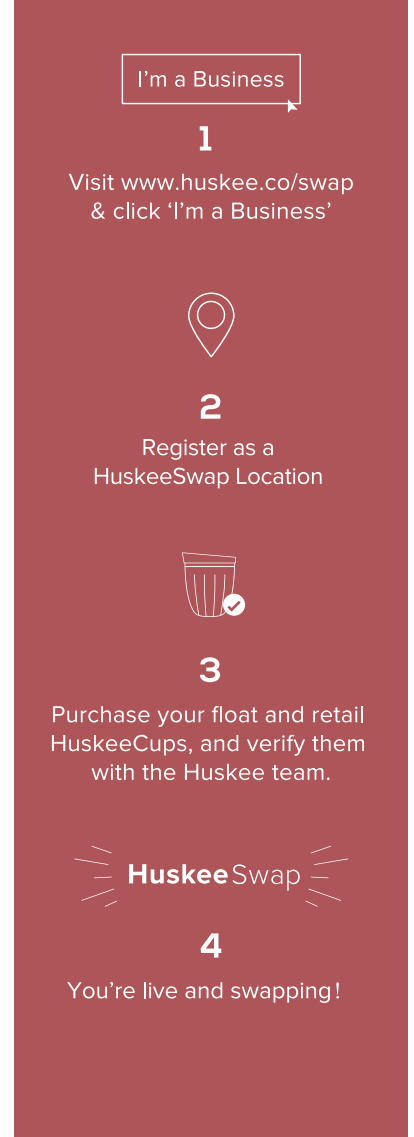 I’m a Business
1
Visit www.huskee.co/swap
& click ‘I’m a Business’
2
Register as a
HuskeeSwap Location
3
Purchase your float and retail
HuskeeCups, and verify them
with the Huskee team.
HuskeeSwap
4
You’re live and swapping!